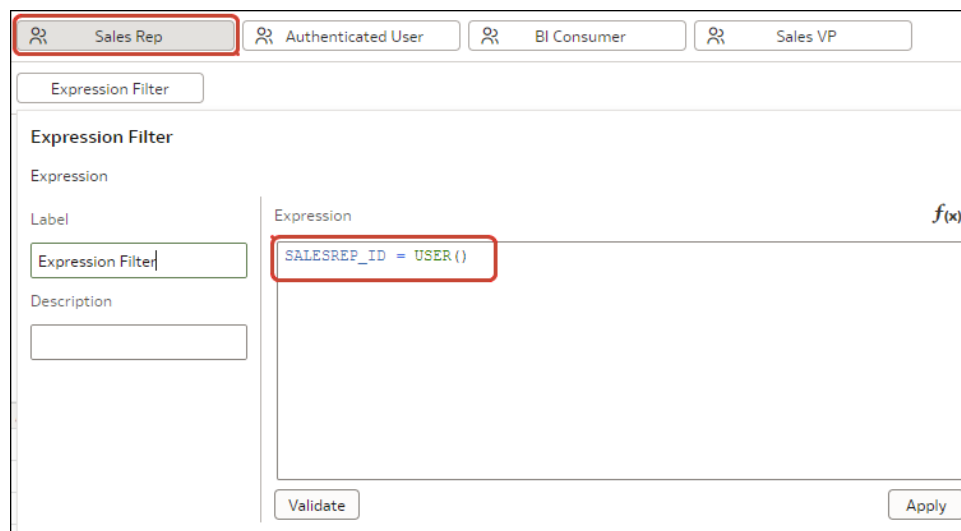 Sales Rep Authenticated User BI Consumer Sales VP
Expression Filter
Expression Filter
Expression
Label
Expression Filter
Description
Expression
f(x)
SALESREP_ID = USER()
Validate Apply